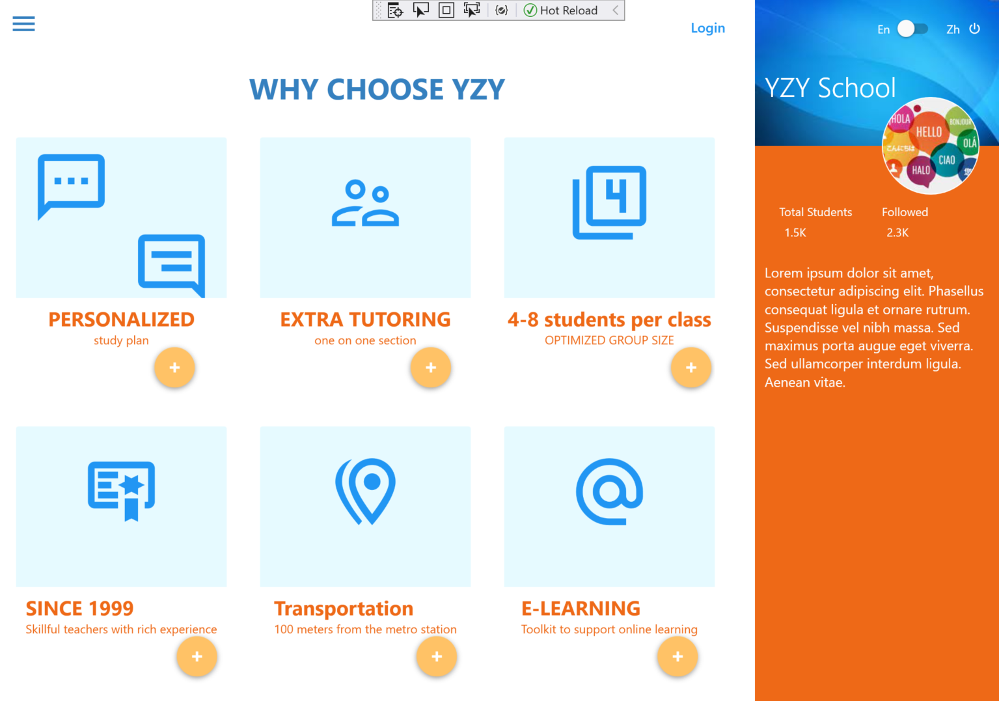 Hot Reload
Login
En
Zh
WHY CHOOSE YZY
YZY School
HOLA
HELLO
BONJOUR
OLÁ
こんにちは
CIAO
HALO
4
Total Students
Followed
1.5K
2.3K
Lorem ipsum dolor sit amet,
consectetur adipiscing elit. Phasellus
consequat ligula et ornare rutrum.
Suspendisse vel nibh massa. Sed
maximus porta augue eget viverra.
Sed ullamcorper interdum ligula.
Aenean vitae.
PERSONALIZED
study plan
+
EXTRA TUTORING
one on one section
+
4-8 students per class
OPTIMIZED GROUP SIZE
+
SINCE 1999
Skillful teachers with rich experience
+
Transportation
100 meters from the metro station
+
E-LEARNING
Toolkit to support online learning
+